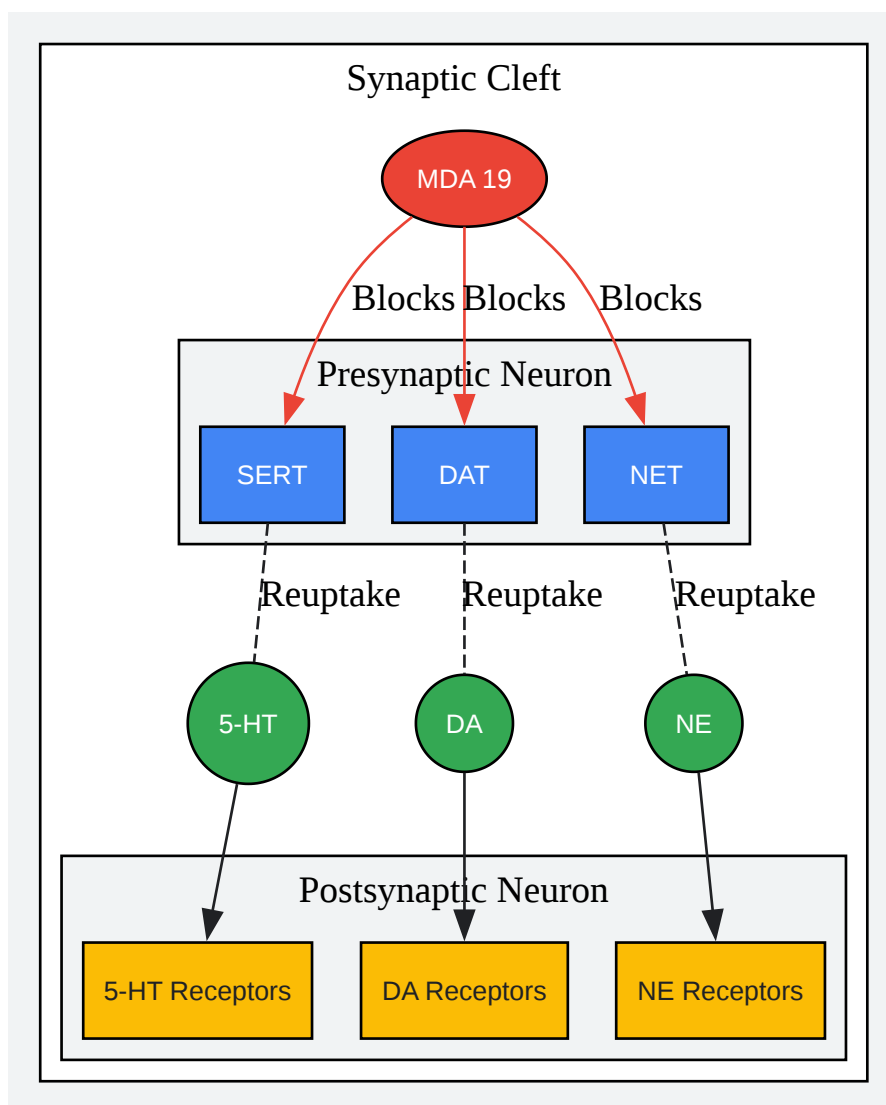 Synaptic Cleft
MDA 19
Blocks Blocks Blocks
Presynaptic Neuron
SERT DAT NET
Reuptake Reuptake Reuptake
5-HT DA NE
Postsynaptic Neuron
5-HT Receptors DA Receptors NE Receptors